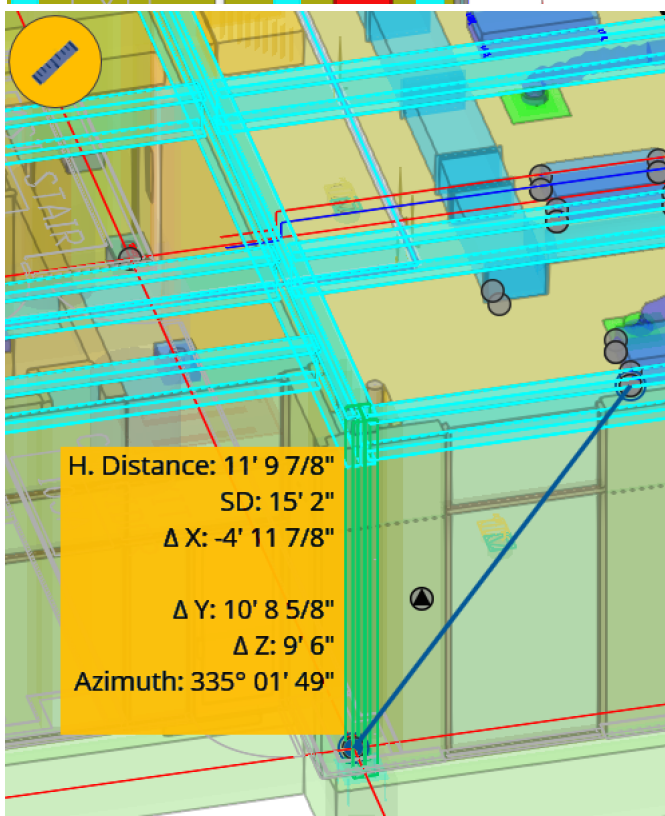 STAIR
H. Distance: 11' 9 7/8"
SD: 15' 2"
Δ X: -4' 11 7/8"
Δ Y: 10' 8 5/8"
Δ Z: 9' 6"
Azimuth: 335° 01' 49"